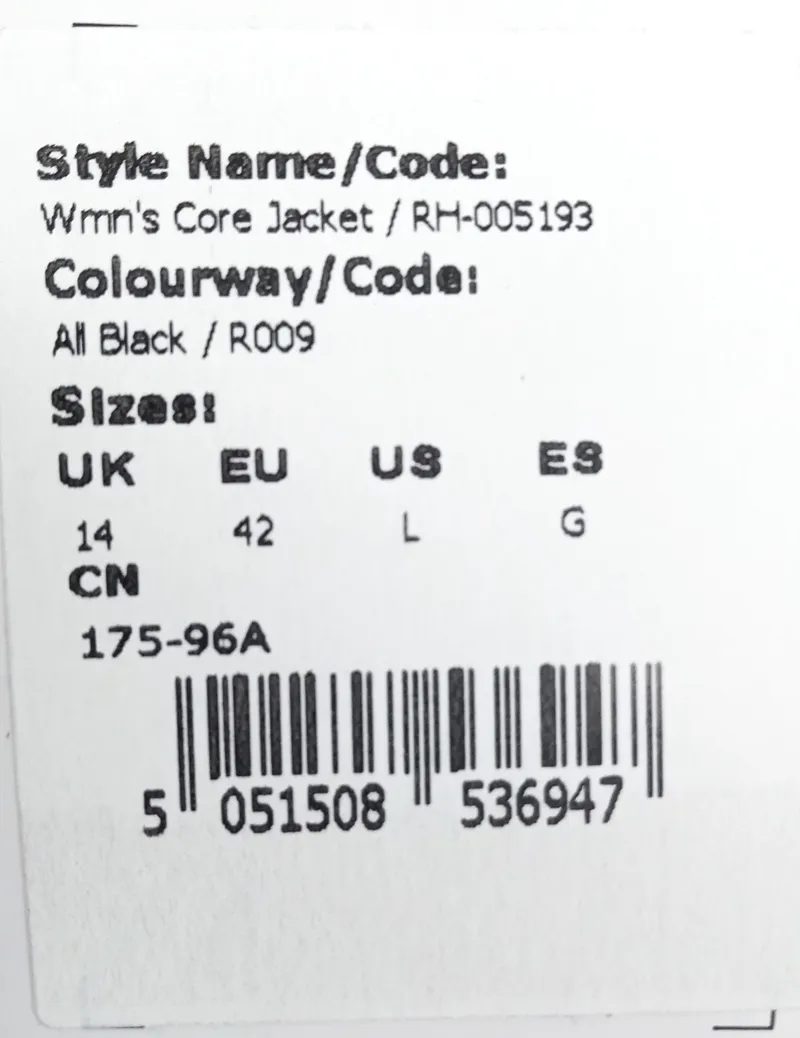 Style Name/Code:
Wmn's Core Jacket / RH-005193
Colourway/Code:
All Black / R009
Sizes:
UK EU US ES
14 42 L G
CN
175-96A
5 051508 536947